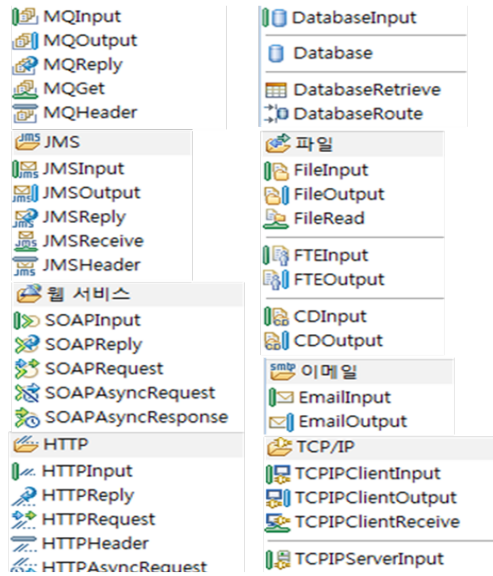 MQInput
MQOutput
MQReply
MQGet
MQHeader
JMS
JMSInput
JMSOutput
JMSReply
JMSReceive
JMSHeader
웹 서비스
SOAPInput
SOAPReply
SOAPRequest
SOAPAsyncRequest
SOAPAsyncResponse
HTTP
HTTPInput
HTTPReply
HTTPRequest
HTTPHeader
HTTPAsyncRequest
DatabaseInput
Database
DatabaseRetrieve
DatabaseRoute
파일
FileInput
FileOutput
FileRead
FTEInput
FTEOutput
CDInput
CDOutput
이메일
EmailInput
EmailOutput
TCP/IP
TCPIPClientInput
TCPIPClientOutput
TCPIPClientReceive
TCPIPServerInput